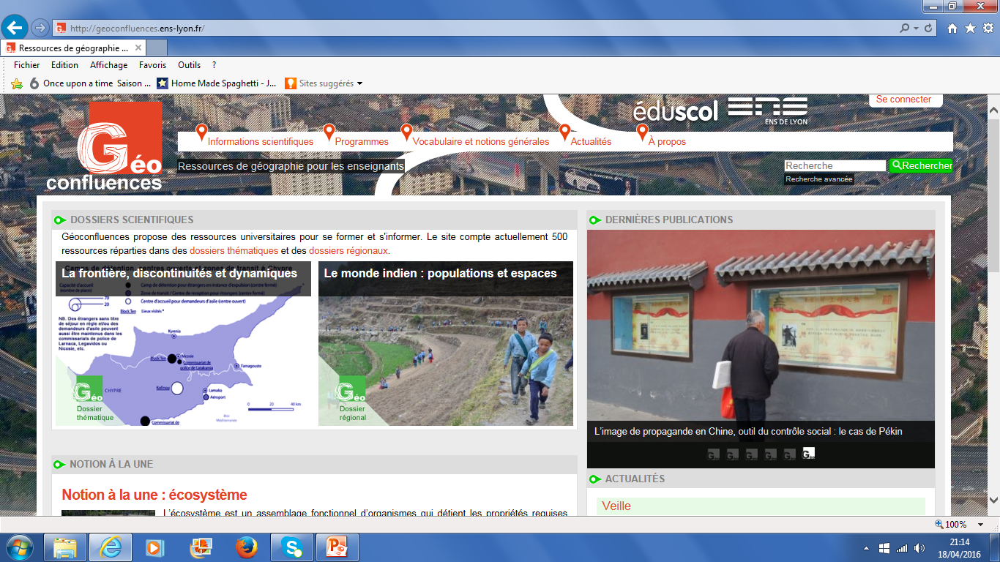 http://geoconfluences.ens-lyon.fr/
Ressources de géographie ...
Fichier Edition Affichage Favoris Outils ?
Once upon a time Saison ... Home Made Spaghetti - J... Sites suggérés
Se connecter
éduscol ENS
ENS DE LYON
Informations scientifiques Programmes Vocabulaire et notions générales Actualités À propos
Géo
confluences
Ressources de géographie pour les enseignants
Recherche Rechercher
Recherche avancée
DOSSIERS SCIENTIFIQUES
Géoconfluences propose des ressources universitaires pour se former et s'informer. Le site compte actuellement 500
ressources réparties dans des dossiers thématiques et des dossiers régionaux.
La frontière, discontinuités et dynamiques
Capacité d'accueil
(nombre de places)
70
20
Camp de détention pour étrangers en instance d'expulsion (centre fermé)
Zone de transit / Centre de réception pour étrangers (centre fermé)
Centre d'accueil pour demandeurs d'asile (centre ouvert)
Block Ten Lieux visités *
NB. Des étrangers sans titre
de séjour en règle et/ou des
demandeurs d'asile peuvent
aussi être maintenus dans les
commissariats de police de
Larnaca, Legavidos ou
Nicosie, etc.
Kyrenia
Block Ten
Nicosie
Commissariat de
police de Latakamia
Famagouste
Kofinou
Larnaka
Aéroport
CHYPRE
0 20 40 km
Mer
Méditerranée
Commissariat de
Géo
Dossier
thématique
Le monde indien : populations et espaces
Géo
Dossier
régional
NOTION À LA UNE
Notion à la une : écosystème
L'écosystème est un assemblage fonctionnel d'organismes qui détient les propriétés requises
DERNIÈRES PUBLICATIONS
L'image de propagande en Chine, outil du contrôle social : le cas de Pékin
ACTUALITÉS
Veille
100%
21:14
18/04/2016